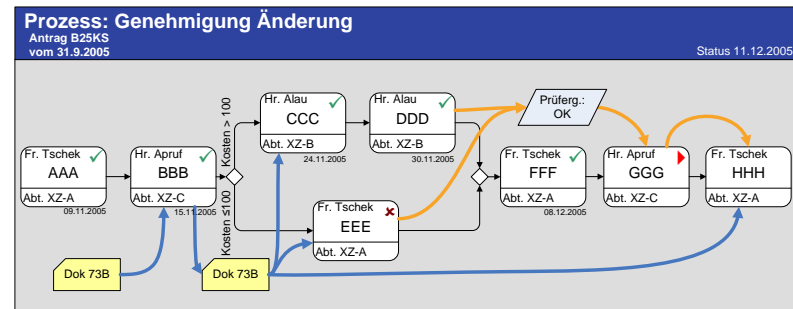 Prozess: Genehmigung Änderung
Antrag B25KS
vom 31.9.2005
Status 11.12.2005
Fr. Tschek
AAA
Abt. XZ-A
09.11.2005
Hr. Apruf
BBB
Abt. XZ-C
15.11.2005
Kosten > 100
Kosten ≤100
Hr. Alau
CCC
Abt. XZ-B
24.11.2005
Hr. Alau
DDD
Abt. XZ-B
30.11.2005
Fr. Tschek
EEE
Abt. XZ-A
Prüferg.:
OK
Fr. Tschek
FFF
Abt. XZ-A
08.12.2005
Hr. Apruf
GGG
Abt. XZ-C
Fr. Tschek
HHH
Abt. XZ-A
Dok 73B
Dok 73B